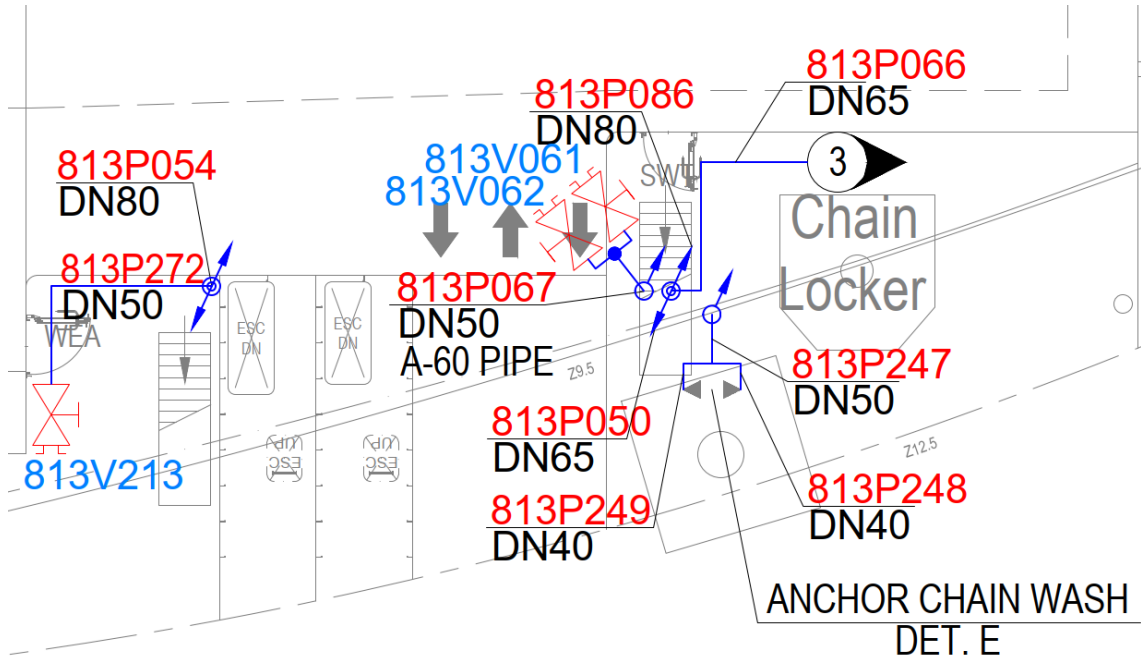 813P066
DN65
813P086
DN80
813V061
813V062
813P054
DN80
3
SWT
Chain
Locker
813P272
DN50
WEA
ESC
DN
ESC
DN
813P067
DN50
A-60 PIPE
Z9.5
813P247
DN50
813P050
DN65
Z12.5
(UP)
ESC
(UP)
ESC
813V213
813P249
DN40
813P248
DN40
ANCHOR CHAIN WASH
DET. E